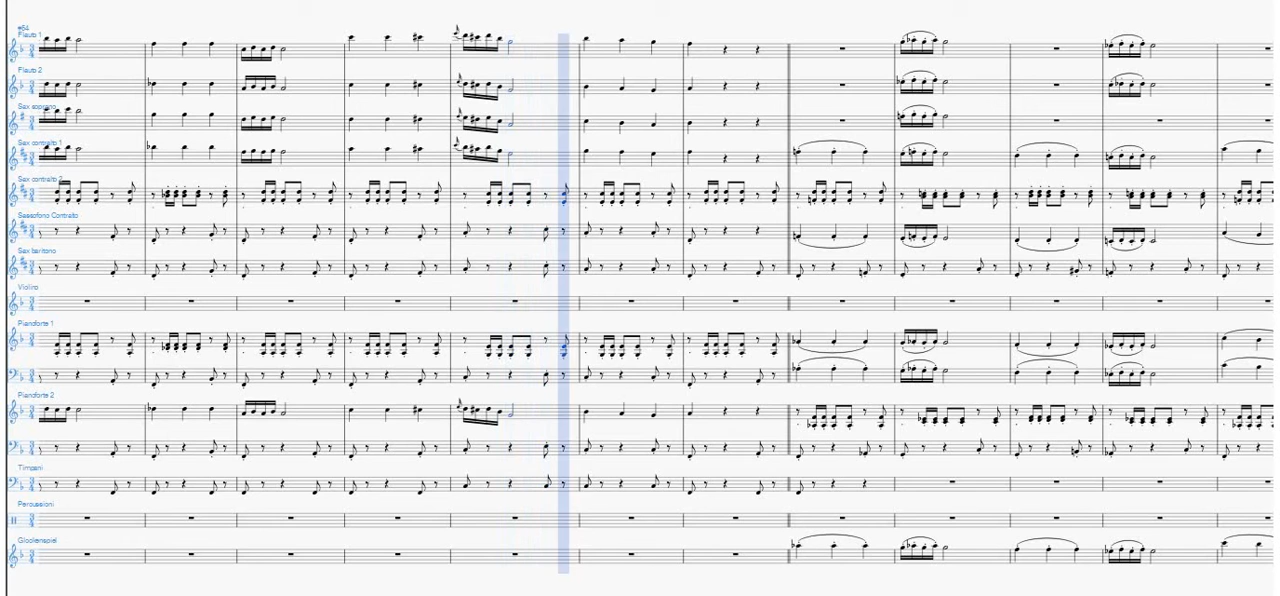 54
Flauto 1
Flauto 2
Sax soprano
Sax contralto 1
Sax contralto 2
Sassofono Contralto
Sax baritono
Violino
Pianoforte 1
Pianoforte 2
Timpani
Percussioni
Glockenspiel